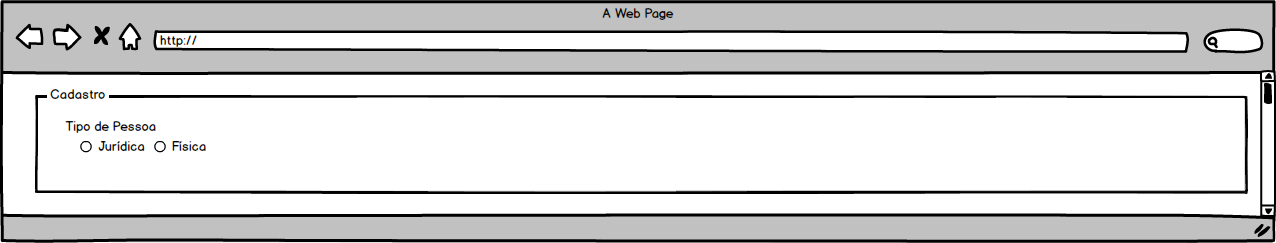 A Web Page
http://
Cadastro
Tipo de Pessoa
Jurídica Física